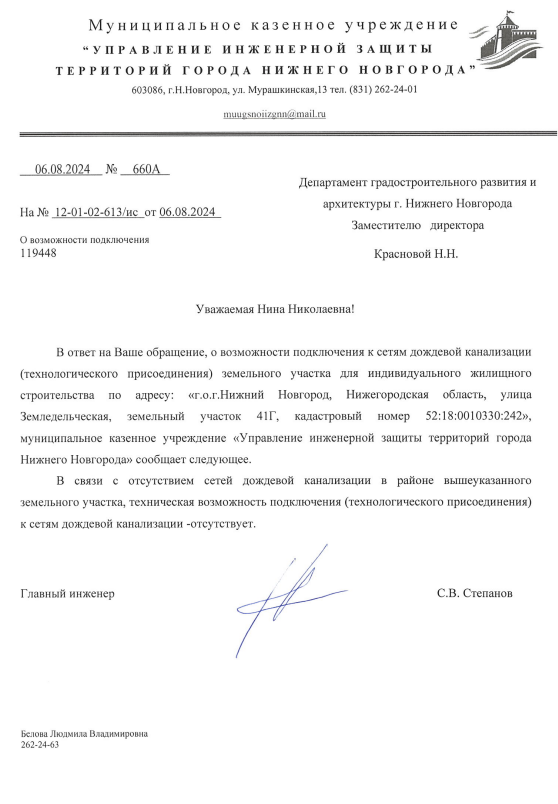 Муниципальное казенное учреждение
“УПРАВЛЕНИЕ ИНЖЕНЕРНОЙ ЗАЩИТЫ
ТЕРРИТОРИЙ ГОРОДА НИЖНЕГО НОВГОРОДА”
603086, г.Н.Новгород, ул. Мурашкинская,13 тел. (831) 262-24-01
muugsnoiizgnn@mail.ru
06.08.2024 № 660А
На № 12-01-02-613/ис от 06.08.2024
О возможности подключения
119448
Департамент градостроительного развития и
архитектуры г. Нижнего Новгорода
Заместителю директора
Красновой Н.Н.
Уважаемая Нина Николаевна!
В ответ на Ваше обращение, о возможности подключения к сетям дождевой канализации
(технологического присоединения) земельного участка для индивидуального жилищного
строительства по адресу: «г.о.г.Нижний Новгород, Нижегородская область, улица
Земледельческая, земельный участок 41Г, кадастровый номер 52:18:0010330:242»,
муниципальное казенное учреждение «Управление инженерной защиты территорий города
Нижнего Новгорода» сообщает следующее.
В связи с отсутствием сетей дождевой канализации в районе вышеуказанного
земельного участка, техническая возможность подключения (технологического присоединения)
к сетям дождевой канализации -отсутствует.
Главный инженер
С.В. Степанов
Белова Людмила Владимировна
262-24-63